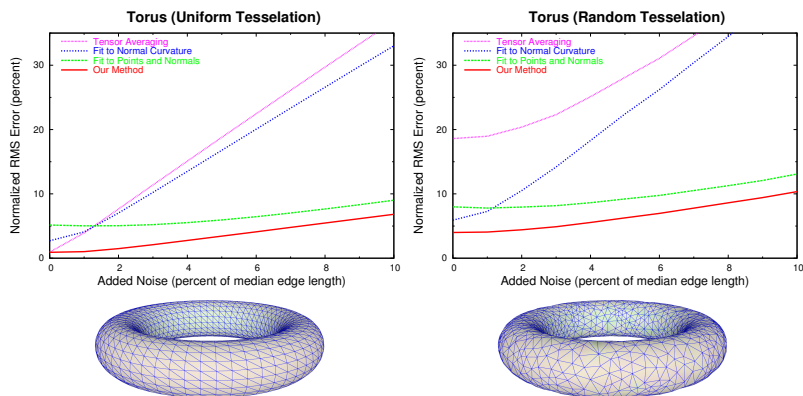 Torus (Uniform Tesselation)
35
30
20
10
0
Normalized RMS Error (percent)
Tensor Averaging
Fit to Normal Curvature
Fit to Points and Normals
Our Method
0 2 4 6 8 10
Added Noise (percent of median edge length)
Torus (Random Tesselation)
30
20
10
0
Normalized RMS Error (percent)
Tensor Averaging
Fit to Normal Curvature
Fit to Points and Normals
Our Method
0 2 4 6 8 10
Added Noise (percent of median edge length)